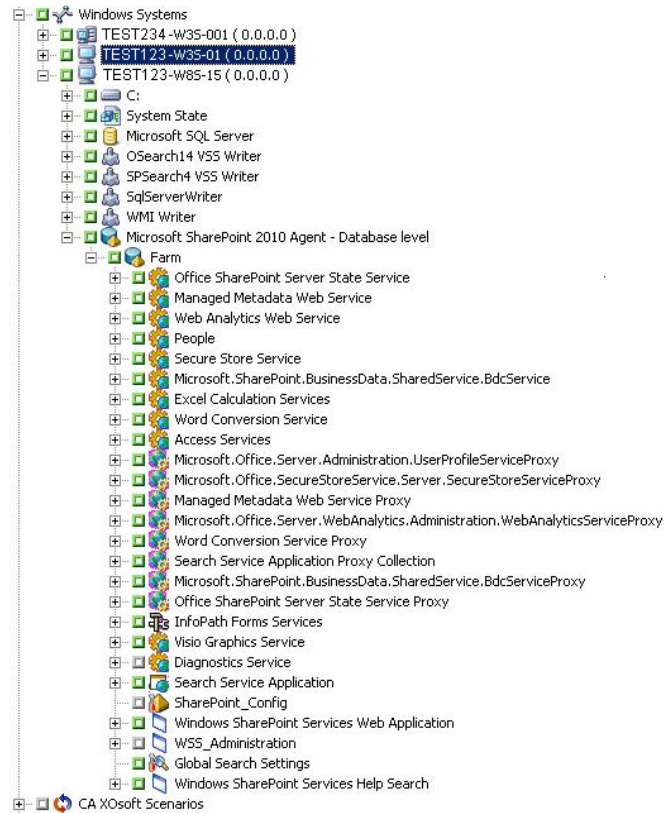 Windows Systems
TEST234-W3S-001 ( 0.0.0.0 )
TEST123-W3S-01 ( 0.0.0.0 )
TEST123-W8S-15 ( 0.0.0.0 )
C:
System State
Microsoft SQL Server
OSearch14 VSS Writer
SPSearch4 VSS Writer
SqlServerWriter
WMI Writer
Microsoft SharePoint 2010 Agent - Database level
Farm
Office SharePoint Server State Service
Managed Metadata Web Service
Web Analytics Web Service
People
Secure Store Service
Microsoft.SharePoint.BusinessData.SharedService.BdcService
Excel Calculation Services
Word Conversion Service
Access Services
Microsoft.Office.Server.Administration.UserProfileServiceProxy
Microsoft.Office.SecureStoreService.Server.SecureStoreServiceProxy
Managed Metadata Web Service Proxy
Microsoft.Office.Server.WebAnalytics.Administration.WebAnalyticsServiceProxy
Word Conversion Service Proxy
Search Service Application Proxy Collection
Microsoft.SharePoint.BusinessData.SharedService.BdcServiceProxy
Office SharePoint Server State Service Proxy
InfoPath Forms Services
Visio Graphics Service
Diagnostics Service
Search Service Application
SharePoint_Config
Windows SharePoint Services Web Application
WSS_Administration
Global Search Settings
Windows SharePoint Services Help Search
CA XOsoft Scenarios